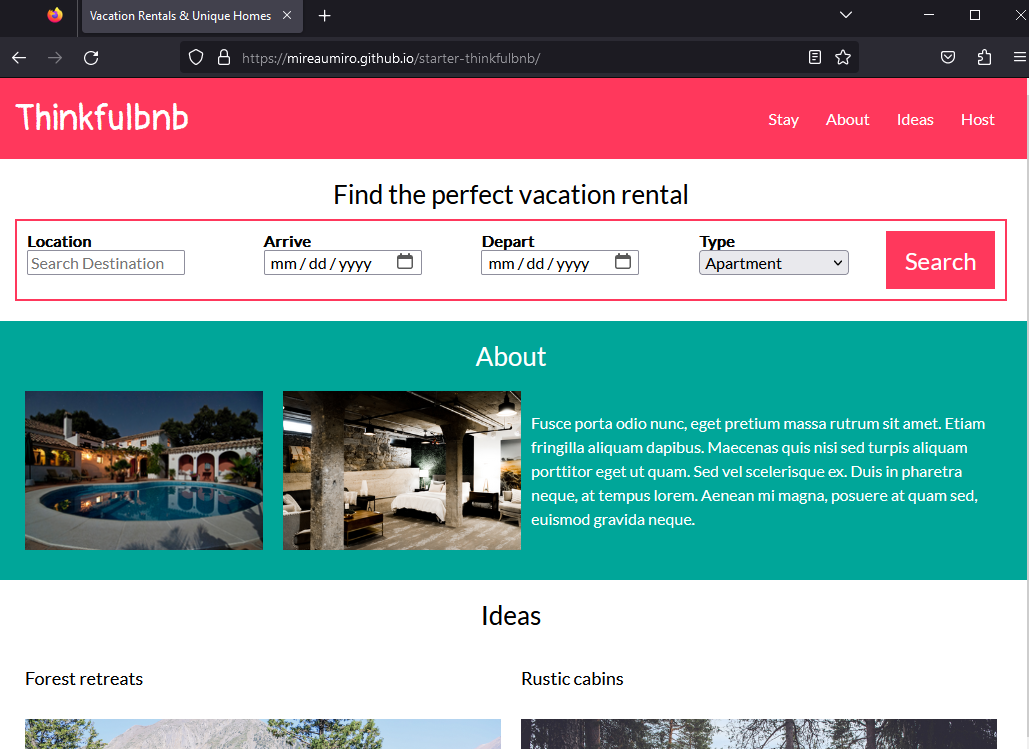 Vacation Rentals & Unique Homes
https://mireaumiro.github.io/starter-thinkfulbnb/
Thinkfulbnb
Stay About Ideas Host
Find the perfect vacation rental
Location Arrive Depart Type
Search Destination mm / dd / yyyy mm / dd / yyyy Apartment Search
About
Fusce porta odio nunc, eget pretium massa rutrum sit amet. Etiam
fringilla aliquam dapibus. Maecenas quis nisi sed turpis aliquam
porttitor eget ut quam. Sed vel scelerisque ex. Duis in pharetra
neque, at tempus lorem. Aenean mi magna, posuere at quam sed,
euismod gravida neque.
Ideas
Forest retreats Rustic cabins